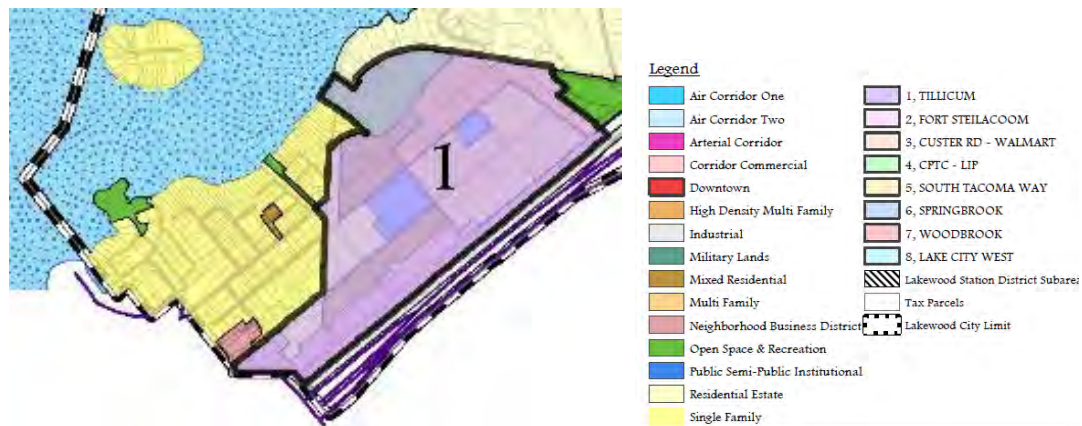 1
Legend
Air Corridor One
Air Corridor Two
Arterial Corridor
Corridor Commercial
Downtown
High Density Multi Family
Industrial
Military Lands
Mixed Residential
Multi Family
Neighborhood Business District
Open Space & Recreation
Public Semi-Public Institutional
Residential Estate
Single Family
1, TILLICUM
2, FORT STEILACOOM
3, CUSTER RD - WALMART
4, CPTC - LIP
5, SOUTH TACOMA WAY
6, SPRINGBROOK
7, WOODBROOK
8, LAKE CITY WEST
Lakewood Station District Subarea
Tax Parcels
Lakewood City Limit